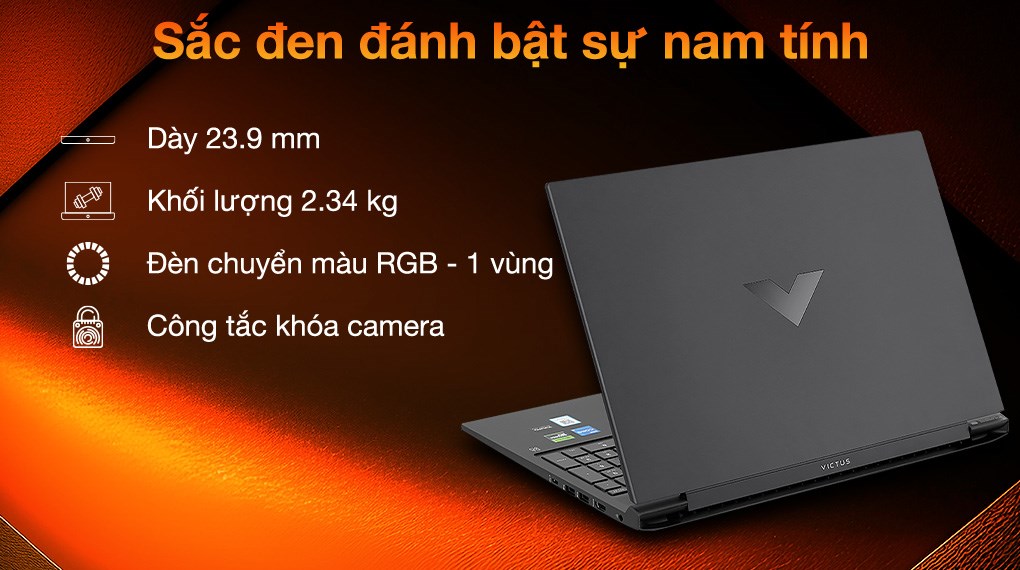 Sắc đen đánh bật sự nam tính
Dày 23.9 mm
Khối lượng 2.34 kg
Đèn chuyển màu RGB - 1 vùng
Công tắc khóa camera
VICTUS